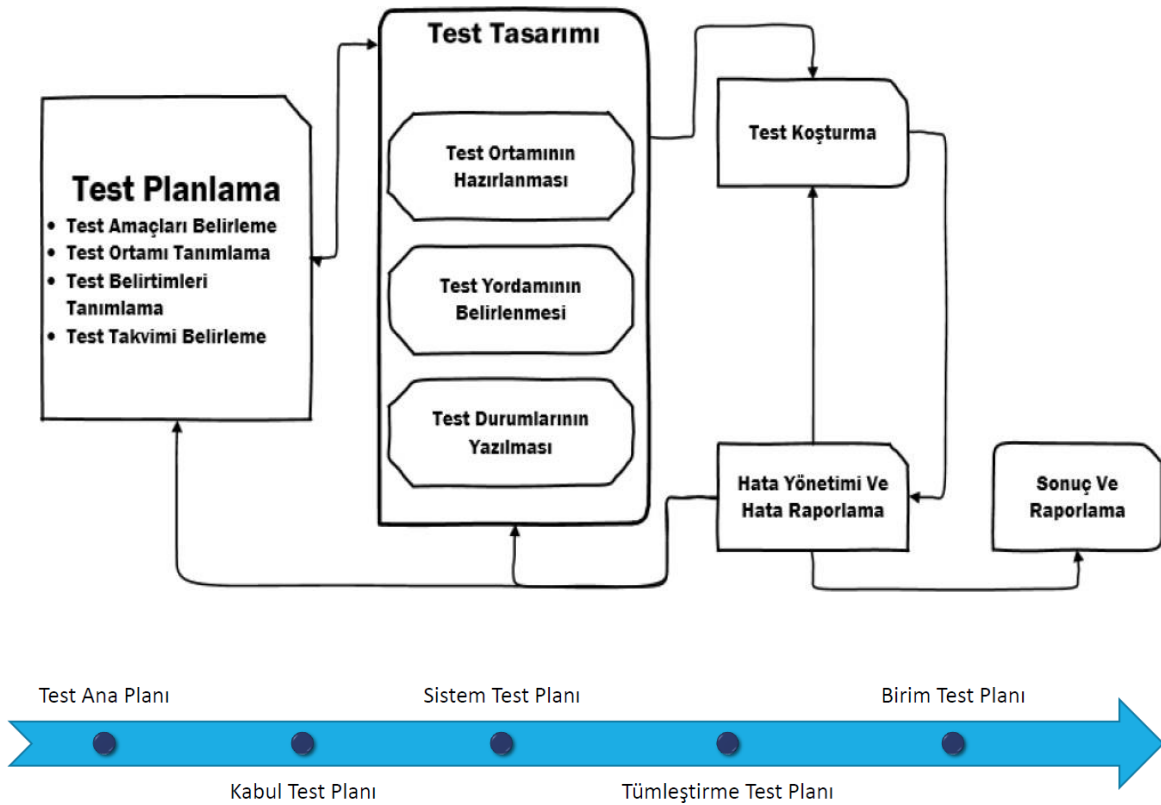 Test Planlama
• Test Amaçları Belirleme
• Test Ortamı Tanımlama
• Test Belirtimleri
Tanımlama
• Test Takvimi Belirleme
Test Tasarımı
Test Ortamının
Hazırlanması
Test Yordamının
Belirlenmesi
Test Durumlarının
Yazılması
Test Koşturma
Hata Yönetimi Ve
Hata Raporlama
Sonuç Ve
Raporlama
Test Ana Planı
Kabul Test Planı
Sistem Test Planı
Tümleştirme Test Planı
Birim Test Planı